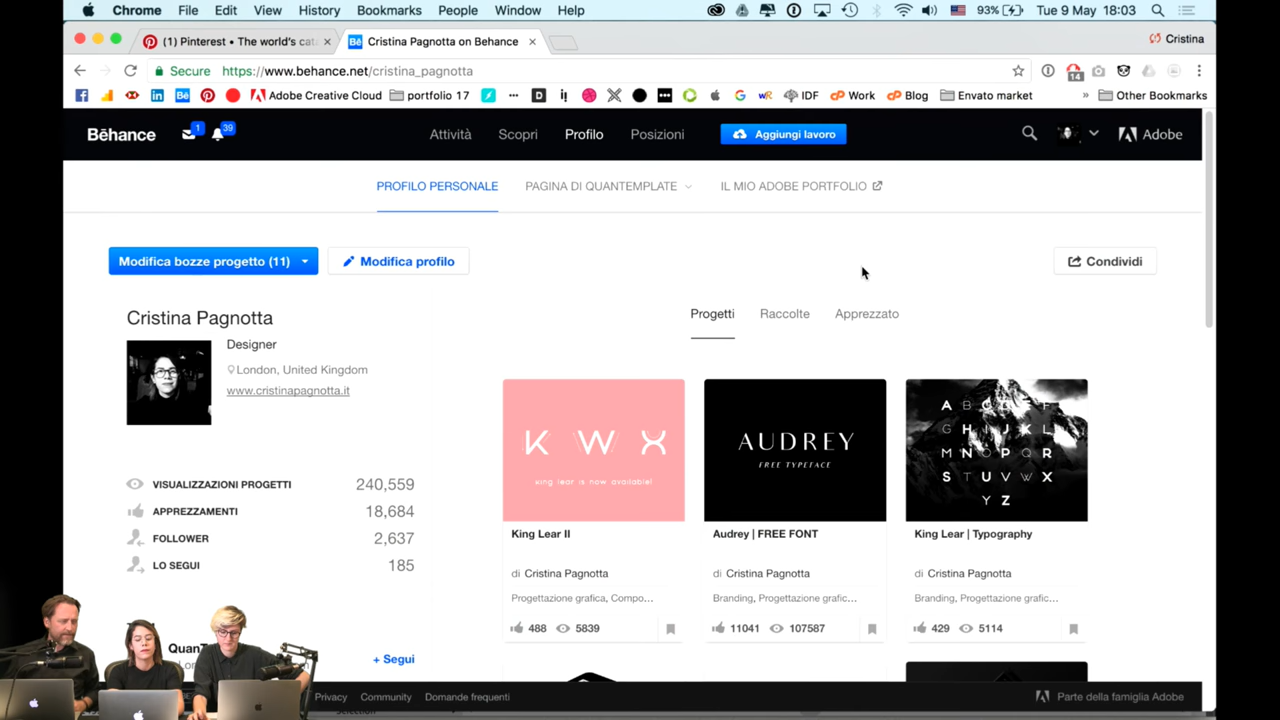 Chrome File Edit View History Bookmarks People Window Help 93% Tue 9 May 18:03
(1) Pinterest • The world's cat
Bē Cristina Pagnotta on Behance
Cristina
Secure https://www.behance.net/cristina_pagnotta
14
Adobe Creative Cloud portfolio 17 IDF Work Blog Envato market » Other Bookmarks
Bēhance 1 39 Attività Scopri Profilo Posizioni Aggiungi lavoro Adobe
PROFILO PERSONALE PAGINA DI QUANTEMPLATE IL MIO ADOBE PORTFOLIO
Modifica bozze progetto (11) Modifica profilo Condividi
Cristina Pagnotta
Designer
London, United Kingdom
www.cristinapagnotta.it
VISUALIZZAZIONI PROGETTI 240,559
APPREZZAMENTI 18,684
FOLLOWER 2,637
LO SEGUI 185
+ Segui
Progetti Raccolte Apprezzato
K W X
king lear is now available!
King Lear II
di Cristina Pagnotta
Progettazione grafica, Compo...
488 5839
AUDREY
FREE TYPEFACE
Audrey | FREE FONT
di Cristina Pagnotta
Branding, Progettazione grafic...
11041 107587
A B C D E F
G H I J K L
M N O P Q R
S T U V W X
Y Z
King Lear | Typography
di Cristina Pagnotta
Branding, Progettazione grafic...
429 5114
Privacy Community Domande frequenti Parte della famiglia Adobe